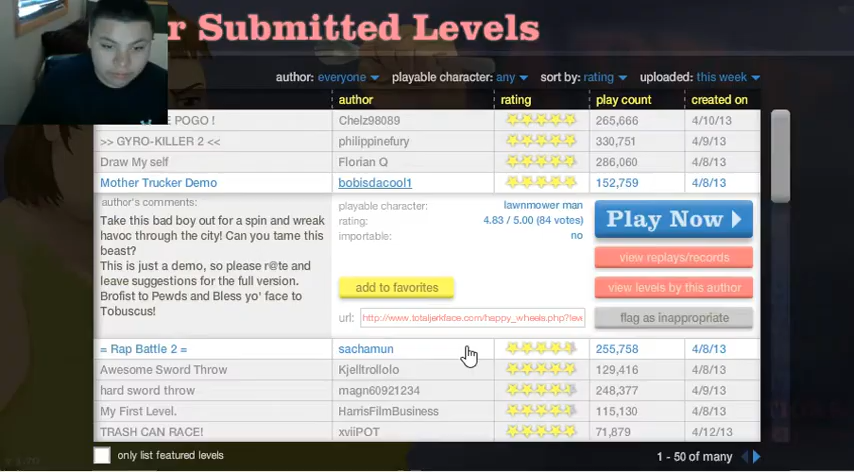 r Submitted Levels
author: everyone playable character: any sort by: rating uploaded: this week
author rating play count created on
POGO ! Chelz98089 265,666 4/10/13
>> GYRO-KILLER 2 << philippinefury 330,751 4/9/13
Draw My self Florian Q 286,060 4/8/13
Mother Trucker Demo bobisdacool1 152,759 4/8/13
author's comments:
Take this bad boy out for a spin and wreak
havoc through the city! Can you tame this
beast?
This is just a demo, so please r@te and
leave suggestions for the full version.
Brofist to Pewds and Bless yo' face to
Tobuscus!
playable character: lawnmower man
rating: 4.83 / 5.00 (84 votes)
importable: no
add to favorites
url: http://www.totaljerkface.com/happy_wheels.php?lev
Play Now
view replays/records
view levels by this author
flag as inappropriate
= Rap Battle 2 = sachamun 255,758 4/8/13
Awesome Sword Throw Kjelltrollolo 129,416 4/8/13
hard sword throw magn60921234 248,377 4/9/13
My First Level. HarrisFilmBusiness 115,130 4/8/13
TRASH CAN RACE! xviiPOT 71,879 4/12/13
only list featured levels 1 - 50 of many